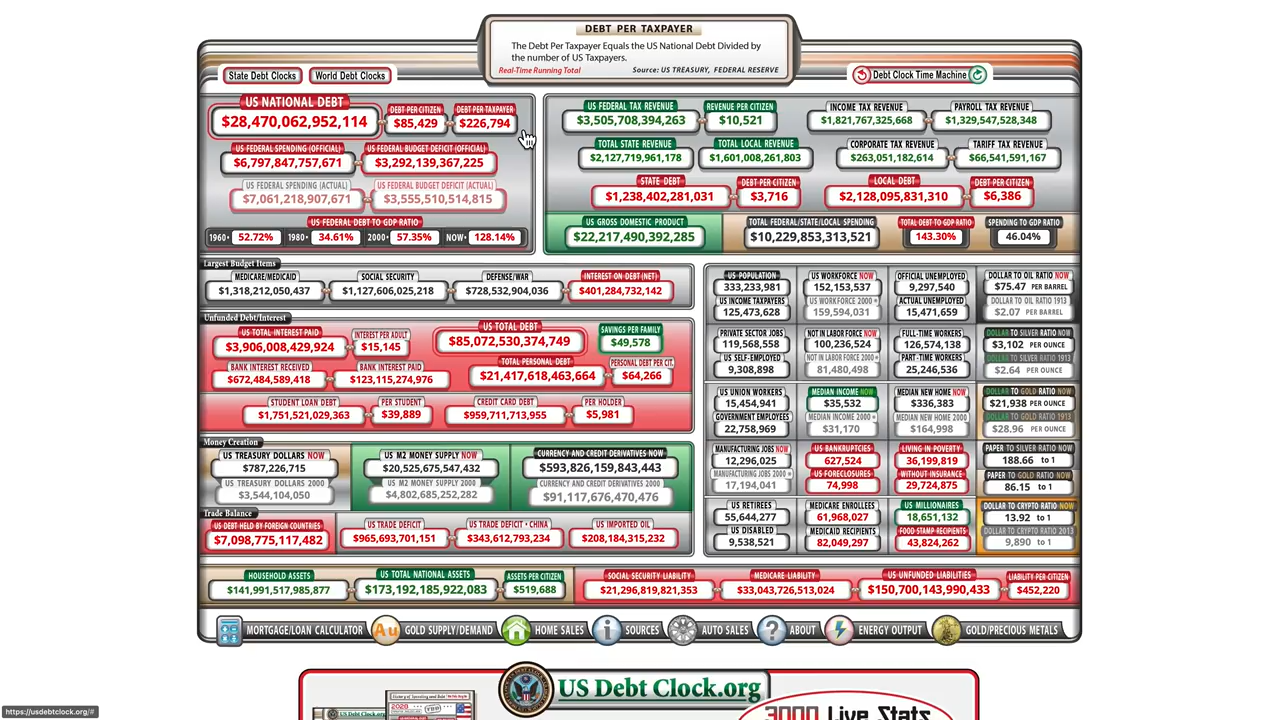 DEBT PER TAXPAYER
The Debt Per Taxpayer Equals the US National Debt Divided by
the number of US Taxpayers.
Real-Time Running Total Source: US TREASURY, FEDERAL RESERVE
State Debt Clocks World Debt Clocks Debt Clock Time Machine
US NATIONAL DEBT
$28,470,062,952,114
DEBT PER CITIZEN
$85,429
DEBT PER TAXPAYER
$226,794
US FEDERAL SPENDING (OFFICIAL)
$6,797,847,757,671
US FEDERAL BUDGET DEFICIT (OFFICIAL)
$3,292,139,367,225
US FEDERAL SPENDING (ACTUAL)
$7,061,218,907,671
US FEDERAL BUDGET DEFICIT (ACTUAL)
$3,555,510,514,815
US FEDERAL DEBT TO GDP RATIO
1960• 52.72% 1980• 34.61% 2000• 57.35% NOW• 128.14%
US FEDERAL TAX REVENUE
$3,505,708,394,263
REVENUE PER CITIZEN
$10,521
INCOME TAX REVENUE
$1,821,767,325,668
PAYROLL TAX REVENUE
$1,329,547,528,348
TOTAL STATE REVENUE
$2,127,719,961,178
TOTAL LOCAL REVENUE
$1,601,008,261,803
CORPORATE TAX REVENUE
$263,051,182,614
TARIFF TAX REVENUE
$66,541,591,167
STATE DEBT
$1,238,402,281,031
DEBT PER CITIZEN
$3,716
LOCAL DEBT
$2,128,095,831,310
DEBT PER CITIZEN
$6,386
US GROSS DOMESTIC PRODUCT
$22,217,490,392,285
TOTAL FEDERAL/STATE/LOCAL SPENDING
$10,229,853,313,521
TOTAL DEBT TO GDP RATIO
143.30%
SPENDING TO GDP RATIO
46.04%
Largest Budget Items
MEDICARE/MEDICAID
$1,318,212,050,437
SOCIAL SECURITY
$1,127,606,025,218
DEFENSE/WAR
$728,532,904,036
INTEREST ON DEBT (NET)
$401,284,732,142
Unfunded Debt/Interest
US TOTAL INTEREST PAID
$3,906,008,429,924
INTEREST PER ADULT
$15,145
US TOTAL DEBT
$85,072,530,374,749
SAVINGS PER FAMILY
$49,578
BANK INTEREST RECEIVED
$672,484,589,418
BANK INTEREST PAID
$123,115,274,976
TOTAL PERSONAL DEBT
$21,417,618,463,664
PERSONAL DEBT PER CIT.
$64,266
STUDENT LOAN DEBT
$1,751,521,029,363
PER STUDENT
$39,889
CREDIT CARD DEBT
$959,711,713,955
PER HOLDER
$5,981
Money Creation
US TREASURY DOLLARS NOW
$787,226,715
US TREASURY DOLLARS 2000
$3,544,104,050
US M2 MONEY SUPPLY NOW
$20,525,675,547,432
US M2 MONEY SUPPLY 2000
$4,802,685,252,282
CURRENCY AND CREDIT DERIVATIVES NOW
$593,826,159,843,443
CURRENCY AND CREDIT DERIVATIVES 2000
$91,117,676,470,476
Trade Balance
US DEBT HELD BY FOREIGN COUNTRIES
$7,098,775,117,482
US TRADE DEFICIT
$965,693,701,151
US TRADE DEFICIT • CHINA
$343,612,793,234
US IMPORTED OIL
$208,184,315,232
US POPULATION
333,233,981
US INCOME TAXPAYERS
125,473,628
US WORKFORCE NOW
152,153,537
US WORKFORCE 2000
159,594,031
OFFICIAL UNEMPLOYED
9,297,540
ACTUAL UNEMPLOYED
15,471,659
DOLLAR TO OIL RATIO NOW
$75.47 PER BARREL
DOLLAR TO OIL RATIO 1913
$2.07 PER BARREL
PRIVATE SECTOR JOBS
119,568,558
US SELF-EMPLOYED
9,308,898
NOT IN LABOR FORCE NOW
100,236,524
NOT IN LABOR FORCE 2000
81,480,498
FULL-TIME WORKERS
126,574,138
PART-TIME WORKERS
25,246,536
DOLLAR TO SILVER RATIO NOW
$3,102 PER OUNCE
DOLLAR TO SILVER RATIO 1913
$2.64 PER OUNCE
US UNION WORKERS
15,454,941
GOVERNMENT EMPLOYEES
22,758,969
MEDIAN INCOME NOW
$35,532
MEDIAN INCOME 2000
$31,170
MEDIAN NEW HOME NOW
$336,383
MEDIAN NEW HOME 2000
$164,998
DOLLAR TO GOLD RATIO NOW
$21,938 PER OUNCE
DOLLAR TO GOLD RATIO 1913
$28.96 PER OUNCE
MANUFACTURING JOBS NOW
12,296,025
MANUFACTURING JOBS 2000
17,194,041
US BANKRUPTCIES
627,524
US FORECLOSURES
74,998
LIVING IN POVERTY
36,199,819
WITHOUT INSURANCE
29,724,875
PAPER TO SILVER RATIO NOW
188.66 to 1
PAPER TO GOLD RATIO NOW
86.15 to 1
US RETIREES
55,644,277
US DISABLED
9,538,521
MEDICARE ENROLLEES
61,968,027
MEDICAID RECIPIENTS
82,049,297
US MILLIONAIRES
18,651,132
FOOD STAMP RECIPIENTS
43,824,262
DOLLAR TO CRYPTO RATIO NOW
13.92 to 1
DOLLAR TO CRYPTO RATIO 2013
9,890 to 1
HOUSEHOLD ASSETS
$141,991,517,985,877
US TOTAL NATIONAL ASSETS
$173,192,185,922,083
ASSETS PER CITIZEN
$519,688
SOCIAL SECURITY LIABILITY
$21,296,819,821,353
MEDICARE LIABILITY
$33,043,726,513,024
US UNFUNDED LIABILITIES
$150,700,143,990,433
LIABILITY PER CITIZEN
$452,220
MORTGAGE/LOAN CALCULATOR Au GOLD SUPPLY/DEMAND HOME SALES SOURCES AUTO SALES ABOUT ENERGY OUTPUT GOLD/PRECIOUS METALS
US Debt Clock.org
3000 Live Stats
https://usdebtclock.org/#